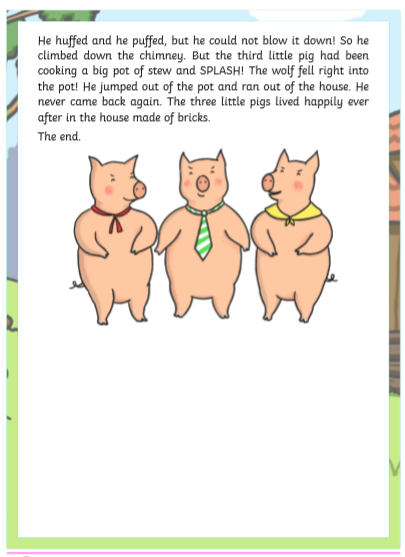 He huffed and he puffed, but he could not blow it down! So he
climbed down the chimney. But the third little pig had been
cooking a big pot of stew and SPLASH! The wolf fell right into
the pot! He jumped out of the pot and ran out of the house. He
never came back again. The three little pigs lived happily ever
after in the house made of bricks.
The end.